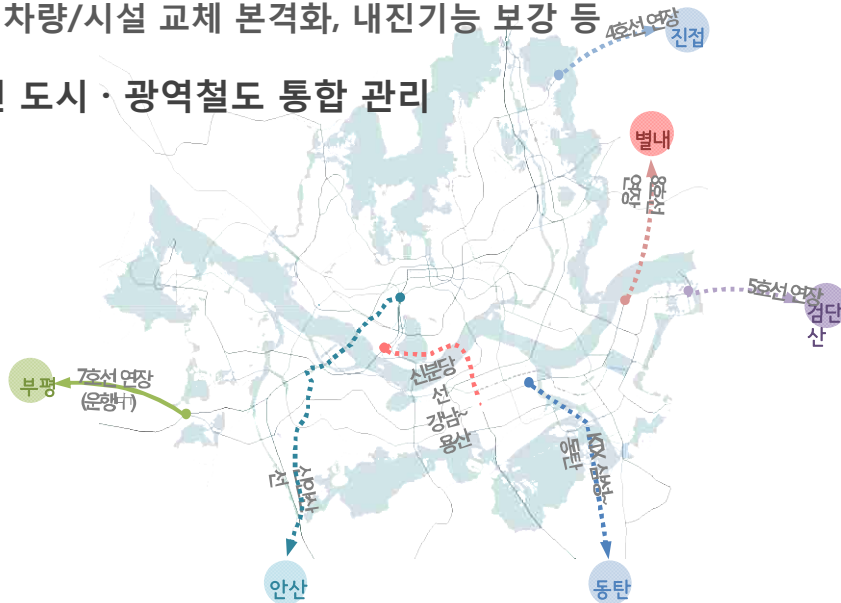 차량/시설 교체 본격화, 내진기능 보강 등
도시 · 광역철도 통합 관리
4호선 연장
진접
별내
8호선
연장
5호선 연장
검단
산
부평
7호선 연장
(운행中)
신분당
선
강남~
용산
신안산
선
KTX 삼성~
동탄
안산
동탄